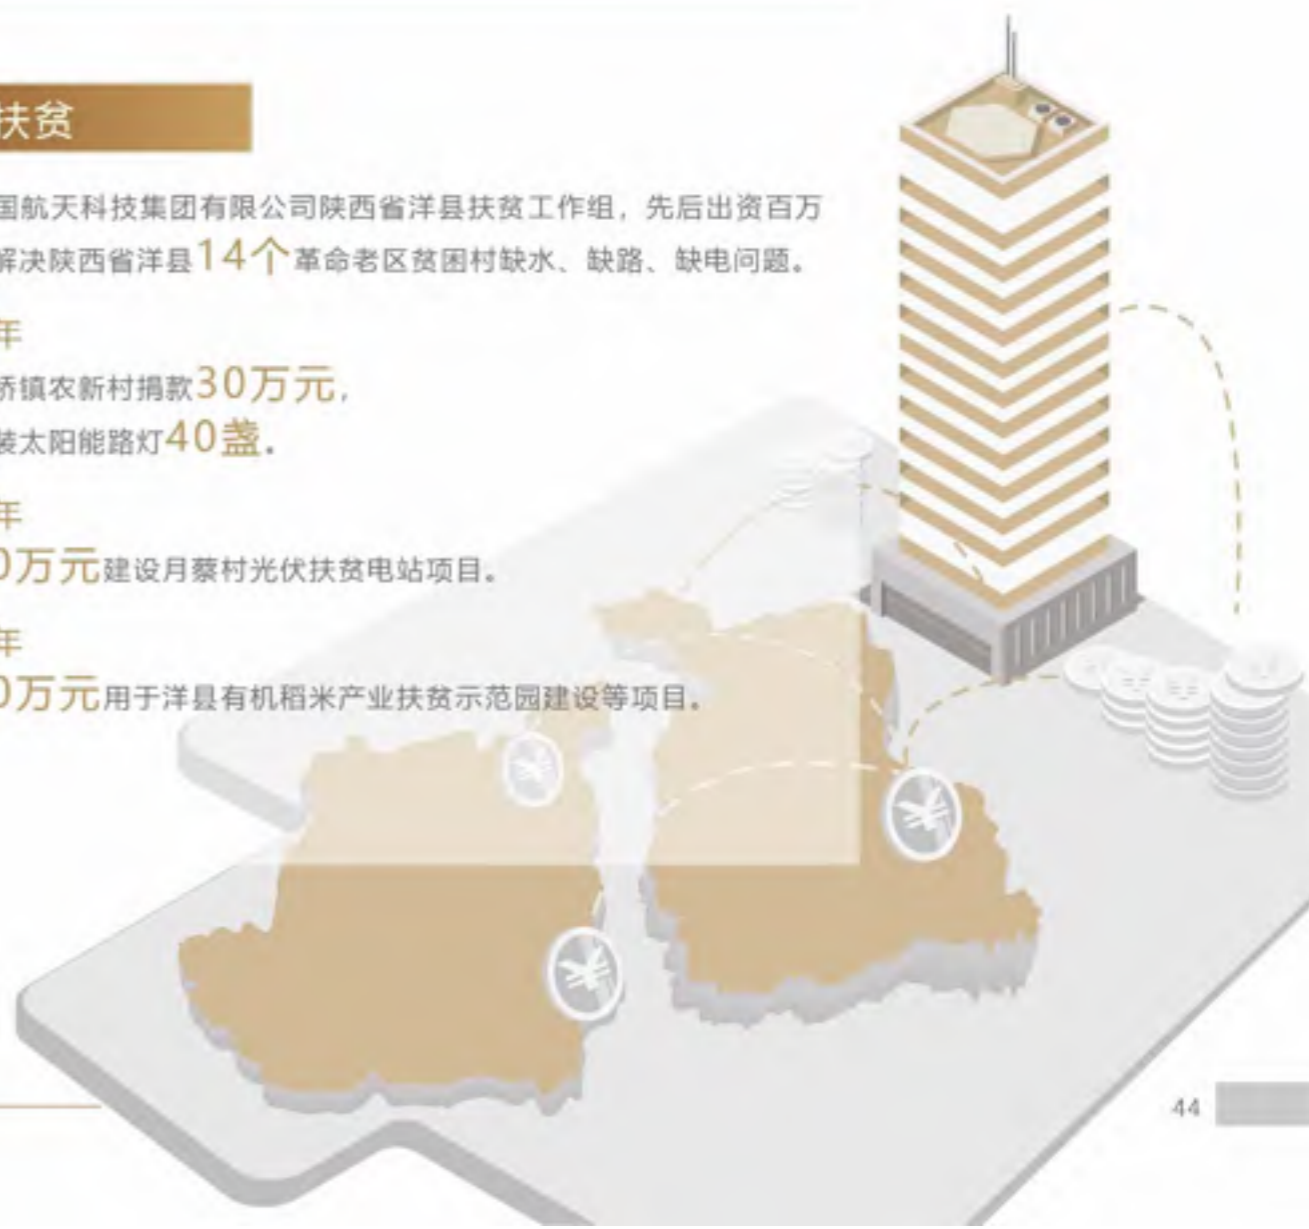 扶贫
国航天科技集团有限公司陕西省洋县扶贫工作组，先后出资百万
解决陕西省洋县14个革命老区贫困村缺水、缺路、缺电问题。
年
桥镇农新村捐款30万元，
装太阳能路灯40盏。
年
0万元建设月蔡村光伏扶贫电站项目。
年
0万元用于洋县有机稻米产业扶贫示范园建设等项目。
¥
¥
¥
44